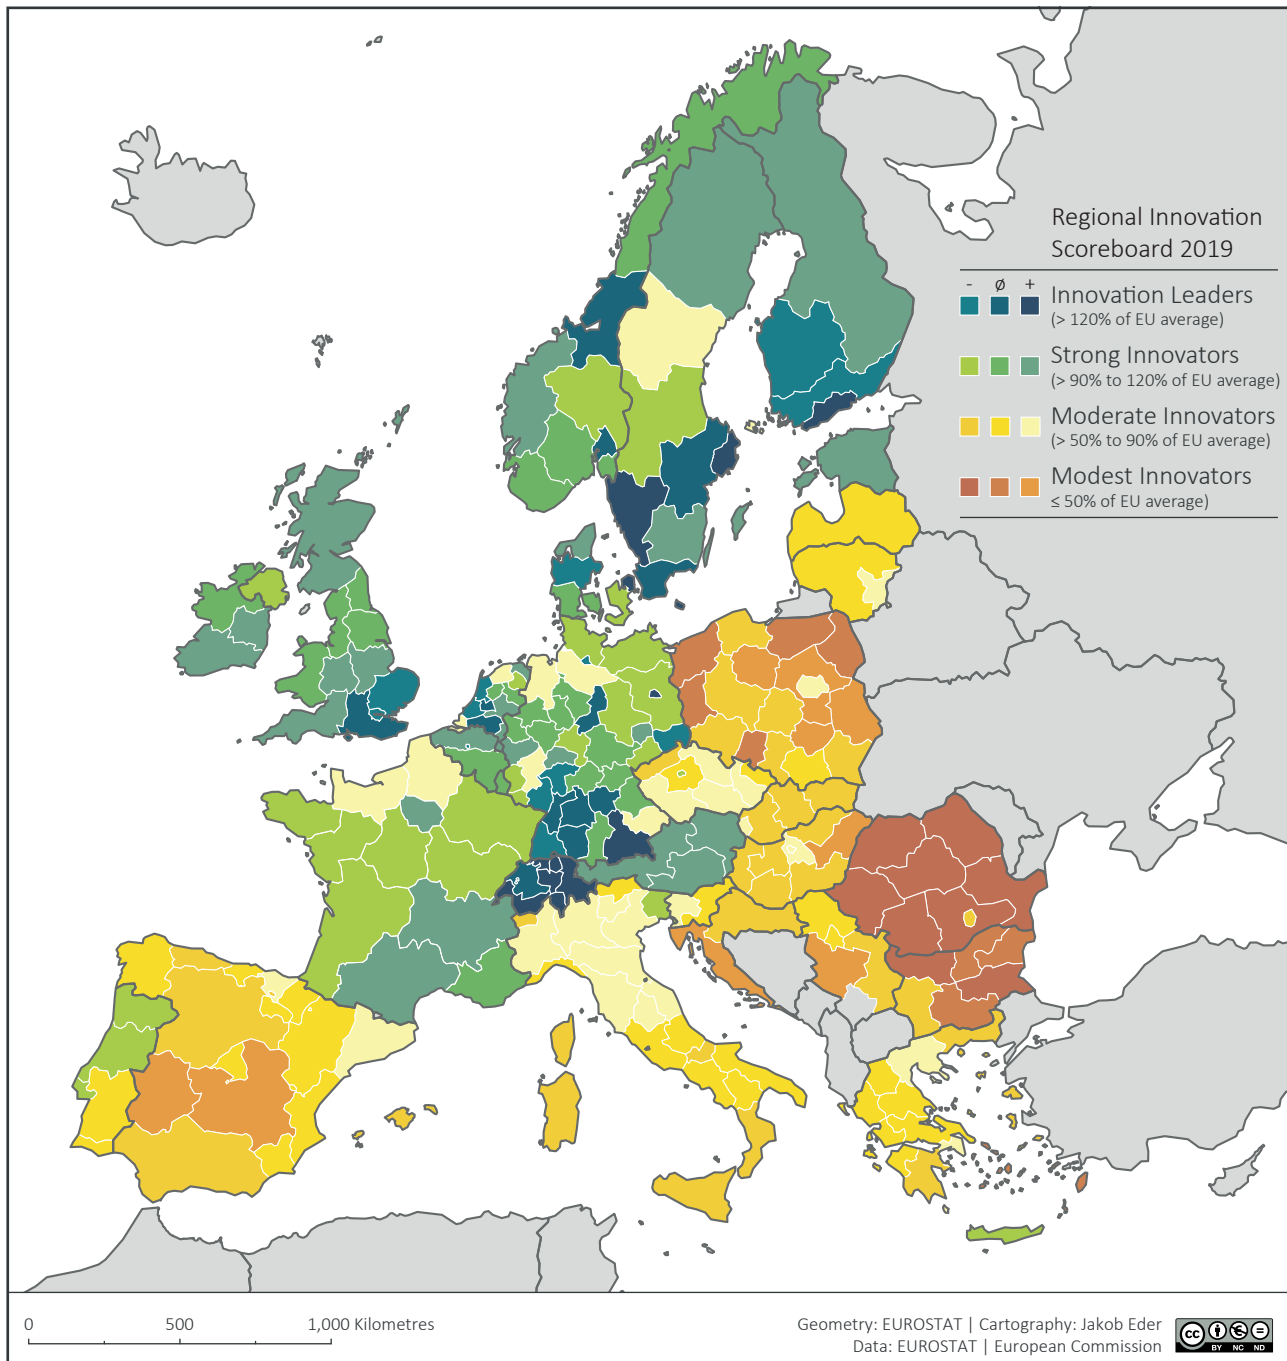 Regional Innovation
Scoreboard 2019
- ø +
Innovation Leaders
(> 120% of EU average)
Strong Innovators
(> 90% to 120% of EU average)
Moderate Innovators
(> 50% to 90% of EU average)
Modest Innovators
≤ 50% of EU average)
0 500 1,000 Kilometres
Geometry: EUROSTAT | Cartography: Jakob Eder
Data: EUROSTAT | European Commission
cc
BY NC ND